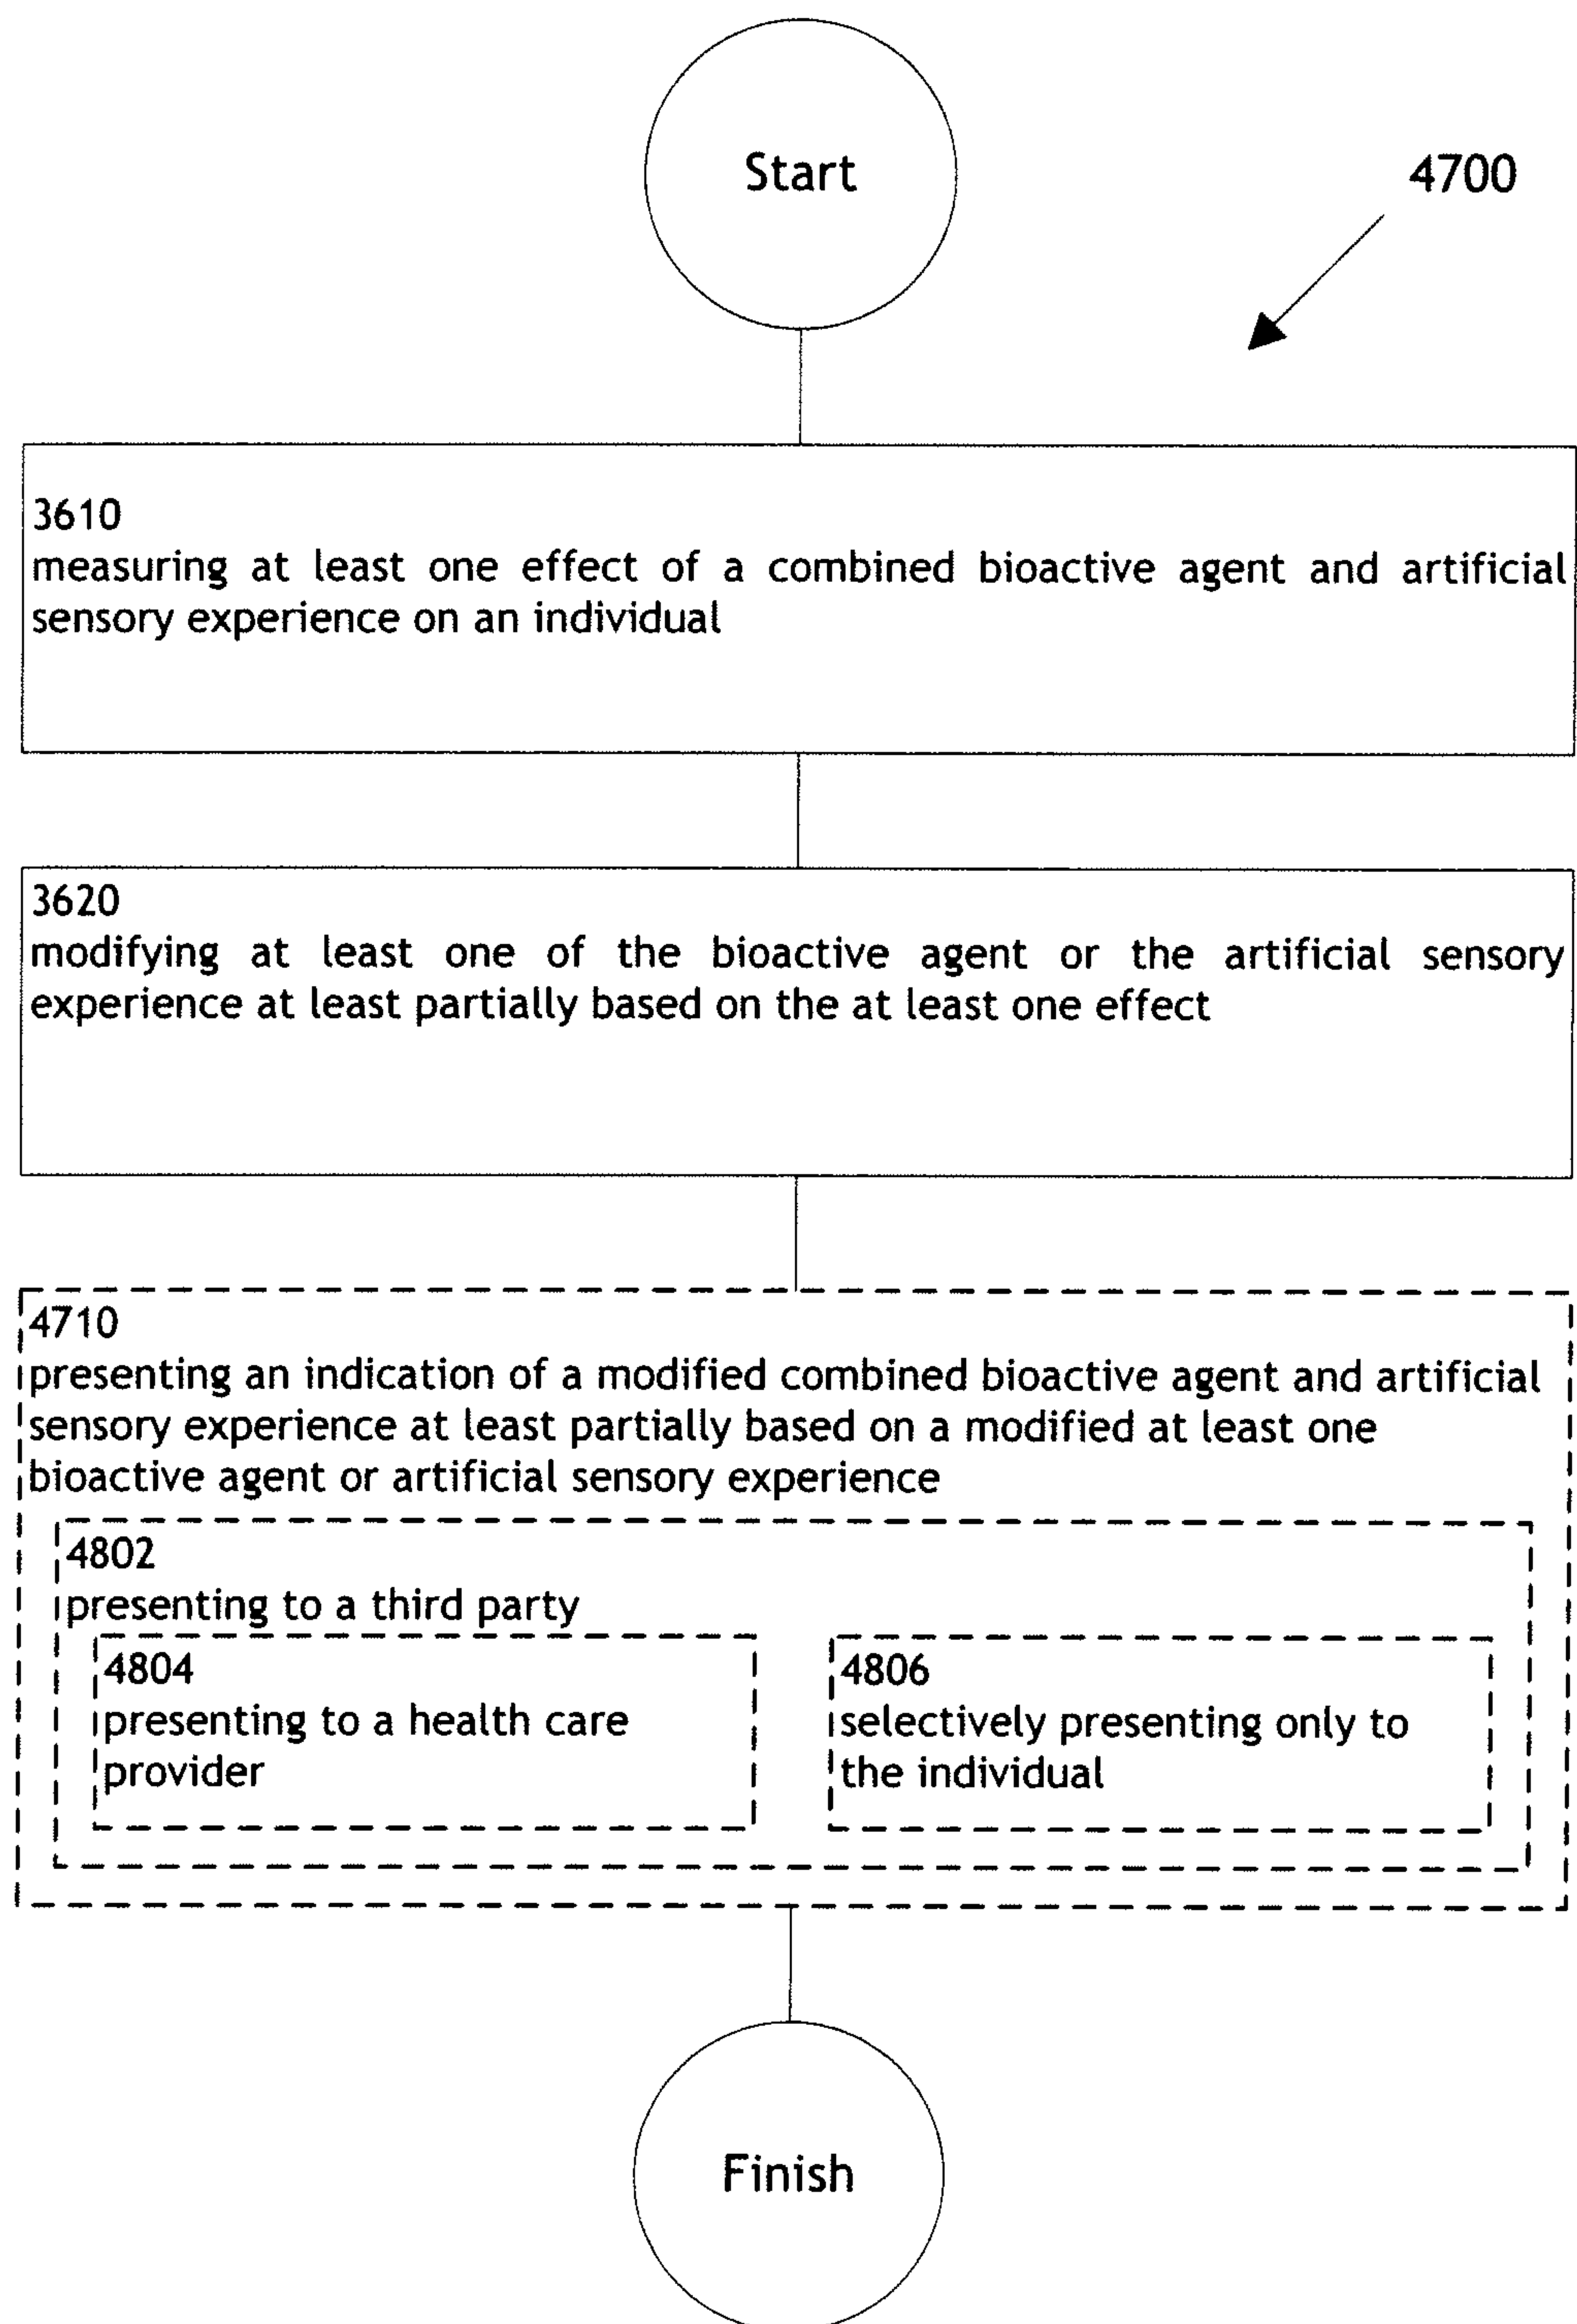 Start
4700
3610
measuring at least one effect of a combined bioactive agent and artificial
sensory experience on an individual
3620
modifying at least one of the bioactive agent or the artificial sensory
experience at least partially based on the at least one effect
4710
presenting an indication of a modified combined bioactive agent and artificial
sensory experience at least partially based on a modified at least one
bioactive agent or artificial sensory experience
4802
presenting to a third party
4804
presenting to a health care
provider
4806
selectively presenting only to
the individual
Finish